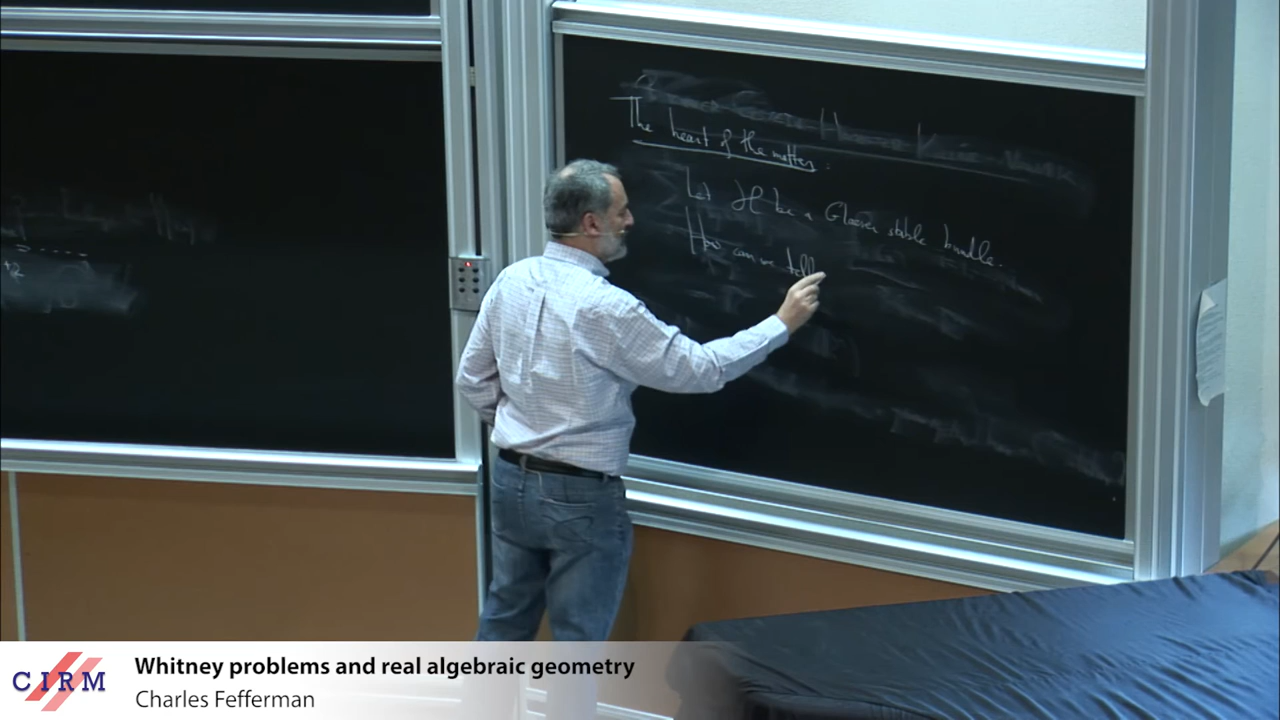 The heart of the matter:
Let H be a Glaeser stable bundle.
How can we tell
CIRM
Whitney problems and real algebraic geometry
Charles Fefferman